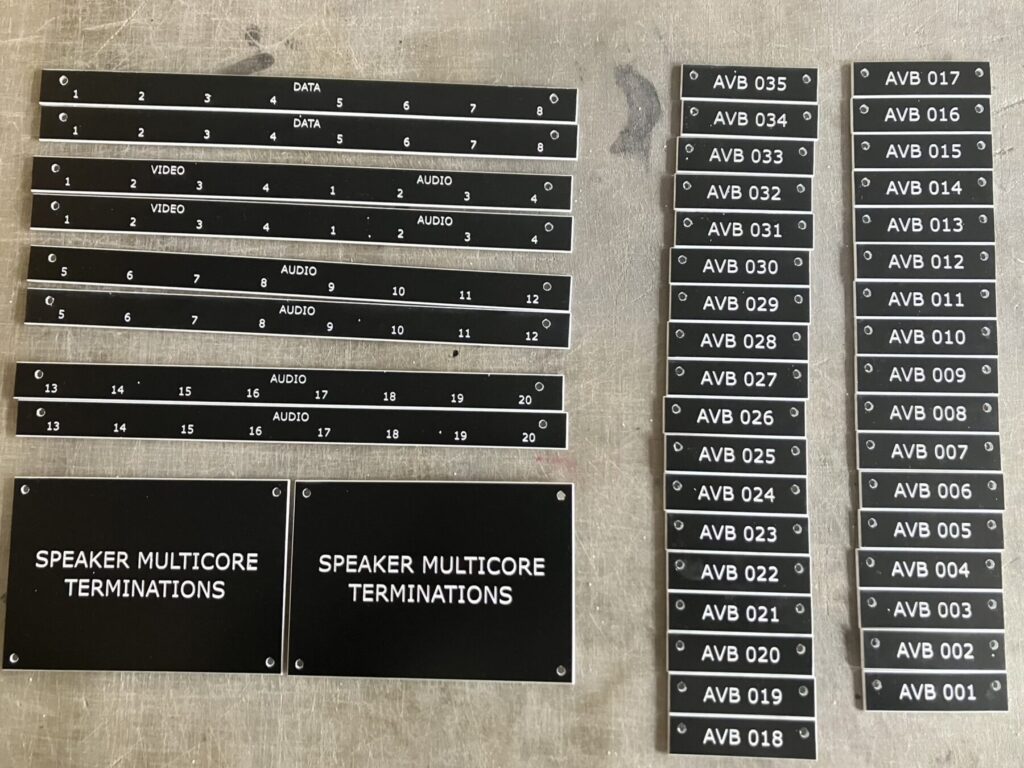 DATA
1 2 3 4 5 6 7 8
DATA
1 2 3 4 5 6 7 8
VIDEO AUDIO
1 2 3 4 1 2 3 4
VIDEO AUDIO
1 2 3 4 1 2 3 4
AUDIO
5 6 7 8 9 10 11 12
AUDIO
5 6 7 8 9 10 11 12
AUDIO
13 14 15 16 17 18 19 20
AUDIO
13 14 15 16 17 18 19 20
SPEAKER MULTICORE
TERMINATIONS
SPEAKER MULTICORE
TERMINATIONS
AVB 035
AVB 034
AVB 033
AVB 032
AVB 031
AVB 030
AVB 029
AVB 028
AVB 027
AVB 026
AVB 025
AVB 024
AVB 023
AVB 022
AVB 021
AVB 020
AVB 019
AVB 018
AVB 017
AVB 016
AVB 015
AVB 014
AVB 013
AVB 012
AVB 011
AVB 010
AVB 009
AVB 008
AVB 007
AVB 006
AVB 005
AVB 004
AVB 003
AVB 002
AVB 001